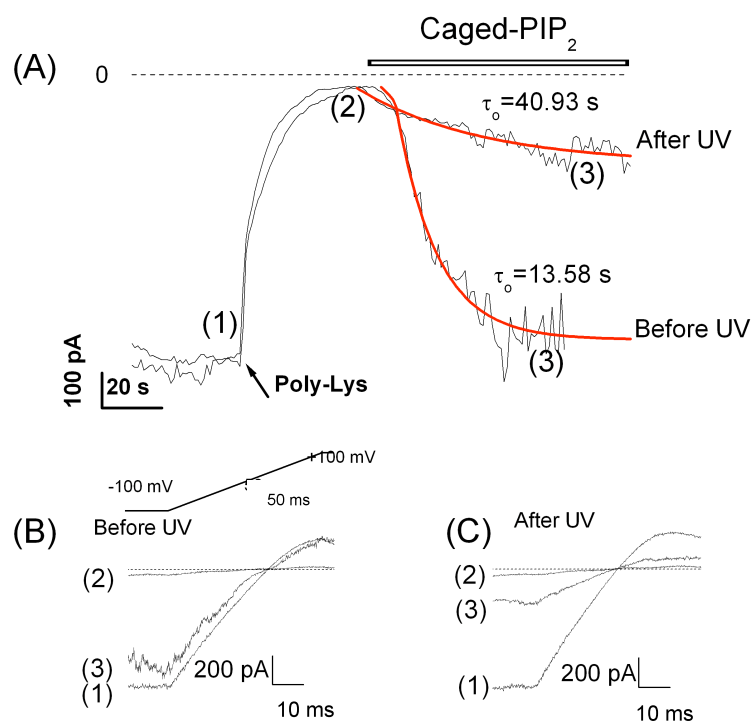 Caged-PIP2
(A)
0
(2)
τo=40.93 s
After UV
(3)
τo=13.58 s
(1)
Before UV
(3)
100 pA
20 s
Poly-Lys
+100 mV
-100 mV
50 ms
(B)
Before UV
(C)
After UV
(2)
(2)
(3)
(3)
200 pA
200 pA
(1)
(1)
10 ms
10 ms